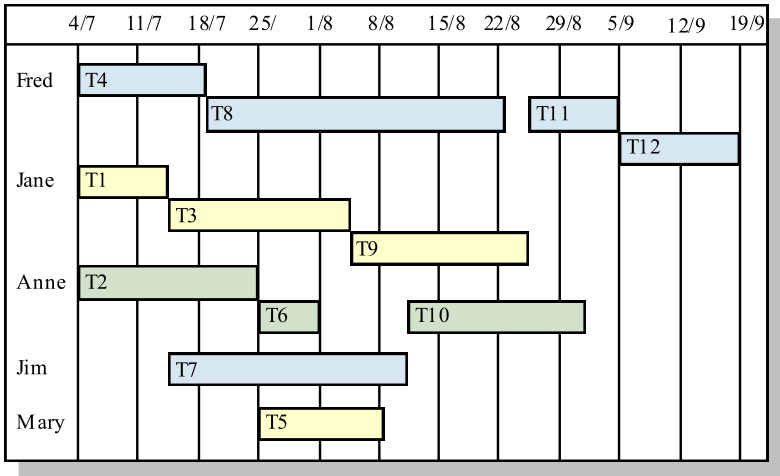 4/7 11/7 18/7 25/ 1/8 8/8 15/8 22/8 29/8 5/9 12/9 19/9
Fred
T4
T8 T11
T12
Jane
T1
T3
T9
Anne
T2
T6 T10
Jim
T7
Mary
T5